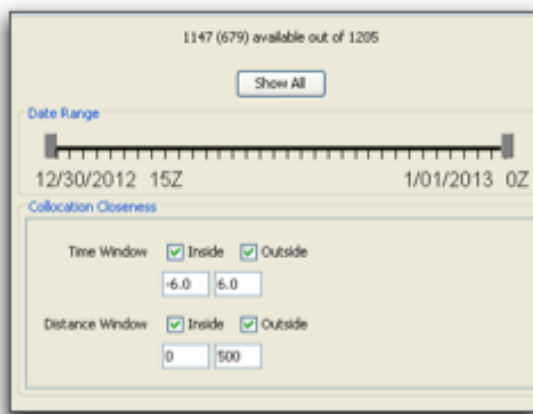 1147 (679) available out of 1205
Show All
Date Range
12/30/2012 15Z 1/01/2013 0Z
Collocation Closeness
Time Window Inside Outside
-6.0 6.0
Distance Window Inside Outside
0 500